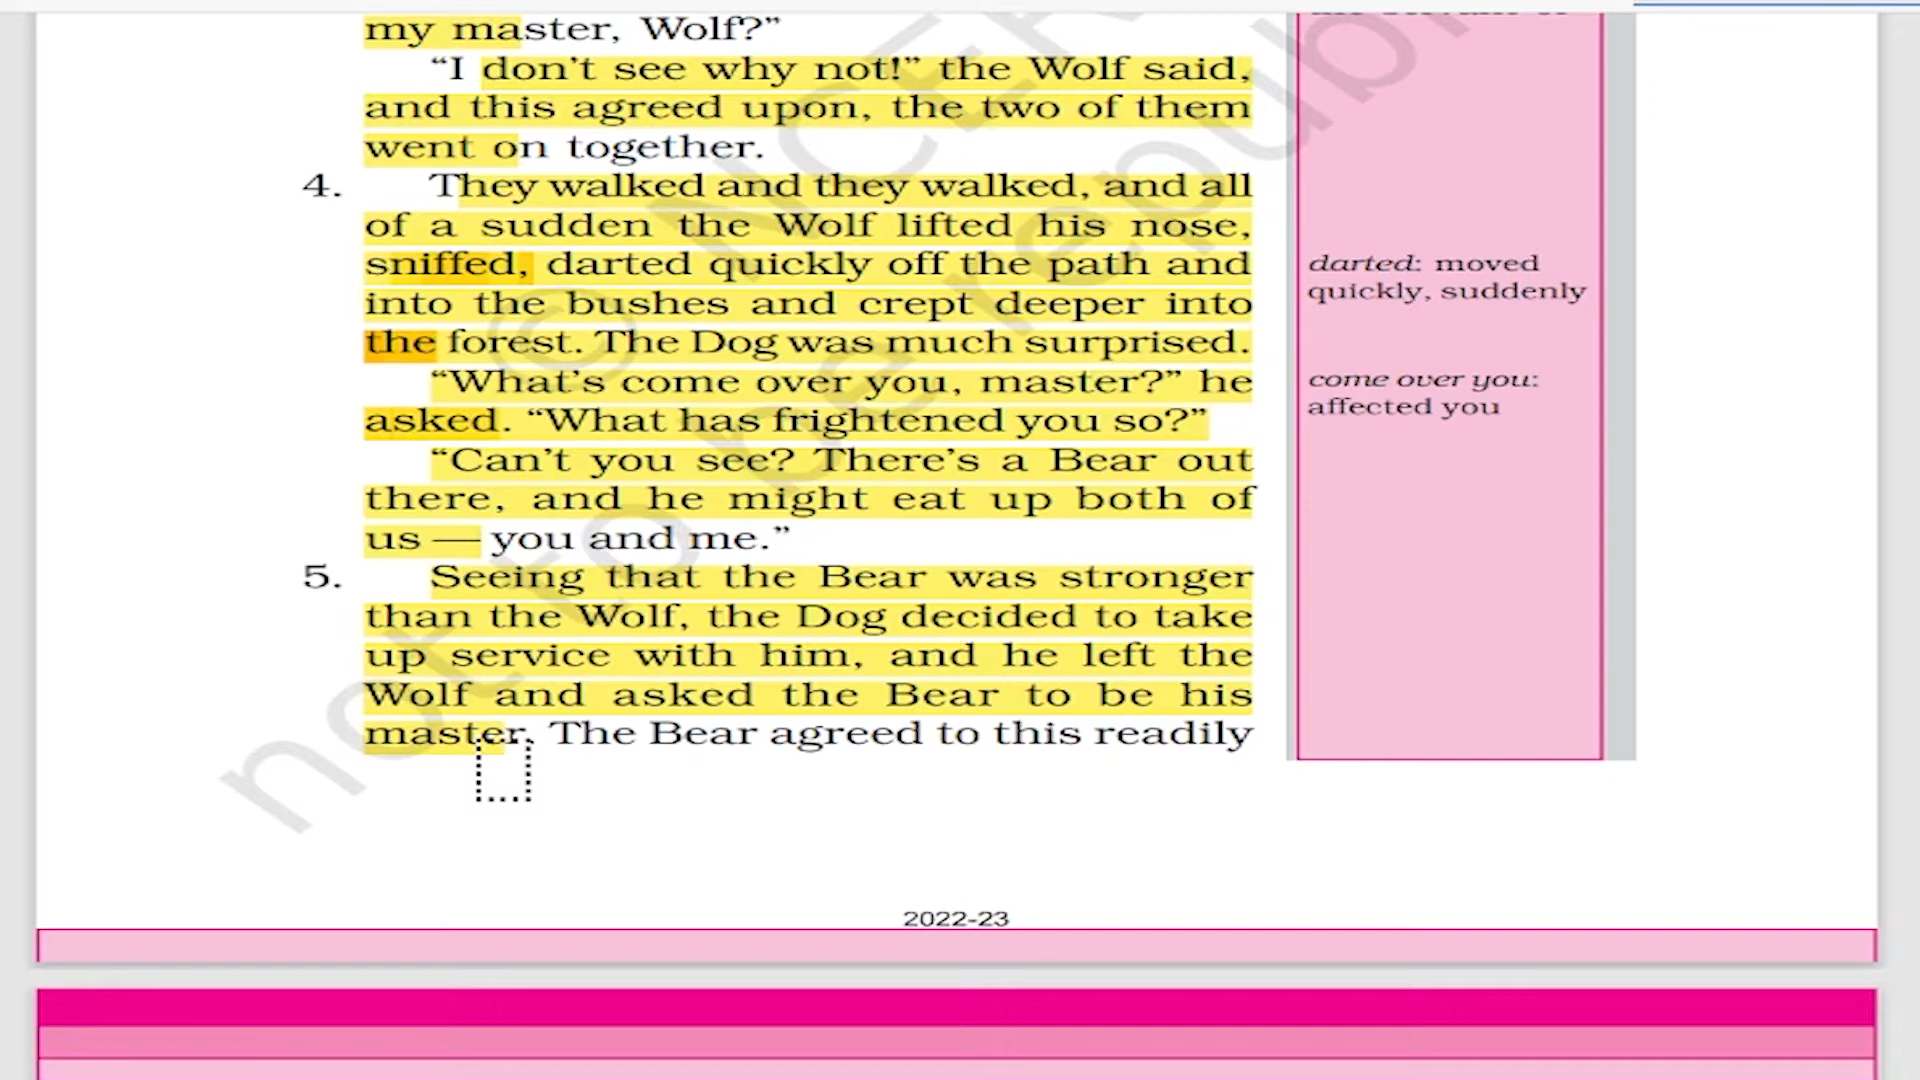 my master, Wolf?”
“I don’t see why not!” the Wolf said,
and this agreed upon, the two of them
went on together.
4. They walked and they walked, and all
of a sudden the Wolf lifted his nose,
sniffed, darted quickly off the path and
into the bushes and crept deeper into
the forest. The Dog was much surprised.
“What’s come over you, master?” he
asked. “What has frightened you so?”
“Can’t you see? There’s a Bear out
there, and he might eat up both of
us — you and me.”
5. Seeing that the Bear was stronger
than the Wolf, the Dog decided to take
up service with him, and he left the
Wolf and asked the Bear to be his
master. The Bear agreed to this readily
darted: moved
quickly, suddenly
come over you:
affected you
not to be republ
© NCER
2022-23